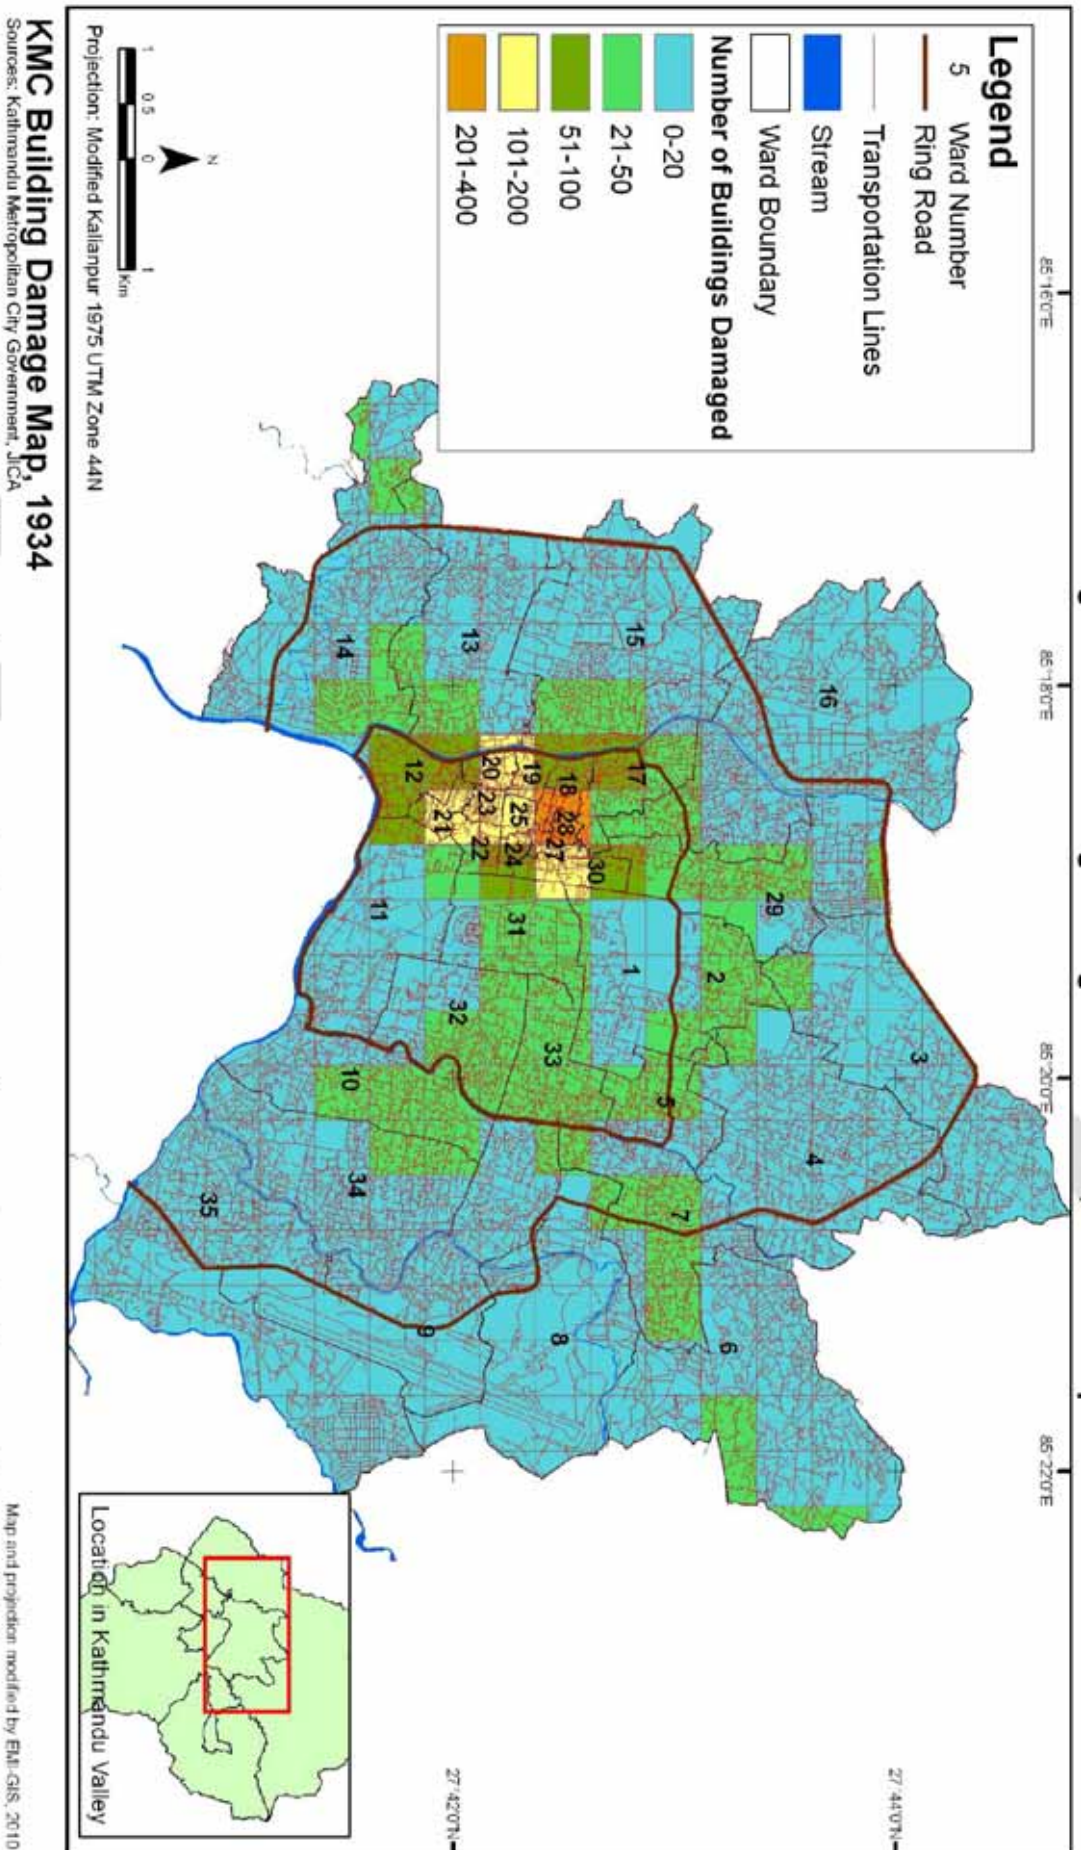 KMC Building Damage Map, 1934
Sources: Kathmandu Metropolitan City Government, JICA
Map and projection modified by EMI-GIS, 2010
Legend
5 Ward Number
Ring Road
Transportation Lines
Stream
Ward Boundary
Number of Buildings Damaged
0-20
21-50
51-100
101-200
201-400
N
1 0.5 0 1
Km
Projection: Modified Kalianpur 1975 UTM Zone 44N
85°16'0"E
85°18'0"E
85°20'0"E
85°22'0"E
27°44'0"N
27°42'0"N
16
3
29
4
2
6
15
17
7
5
1
30
18
28
27
33
8
19
25
24
31
20
23
22
13
21
32
9
12
11
14
10
34
35
Location in Kathmandu Valley